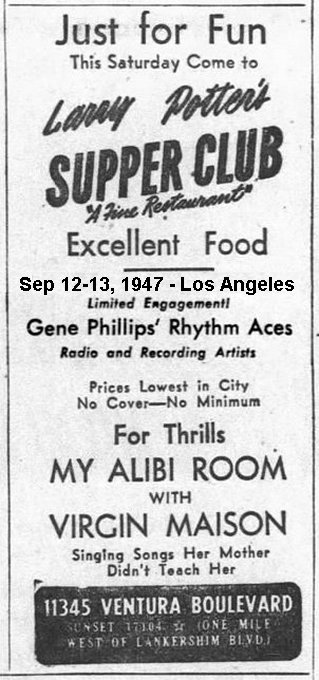 Just for Fun
This Saturday Come to
Larry Potter's
SUPPER CLUB
"A Fine Restaurant"
Excellent Food
Sep 12-13, 1947 - Los Angeles
Limited Engagement!
Gene Phillips' Rhythm Aces
Radio and Recording Artists
Prices Lowest in City
No Cover—No Minimum
For Thrills
MY ALIBI ROOM
WITH
VIRGIN MAISON
Singing Songs Her Mother
Didn't Teach Her
11345 VENTURA BOULEVARD
SUNSET 17104 ☆ (ONE MILE
WEST OF LANKERSHIM BLVD.)